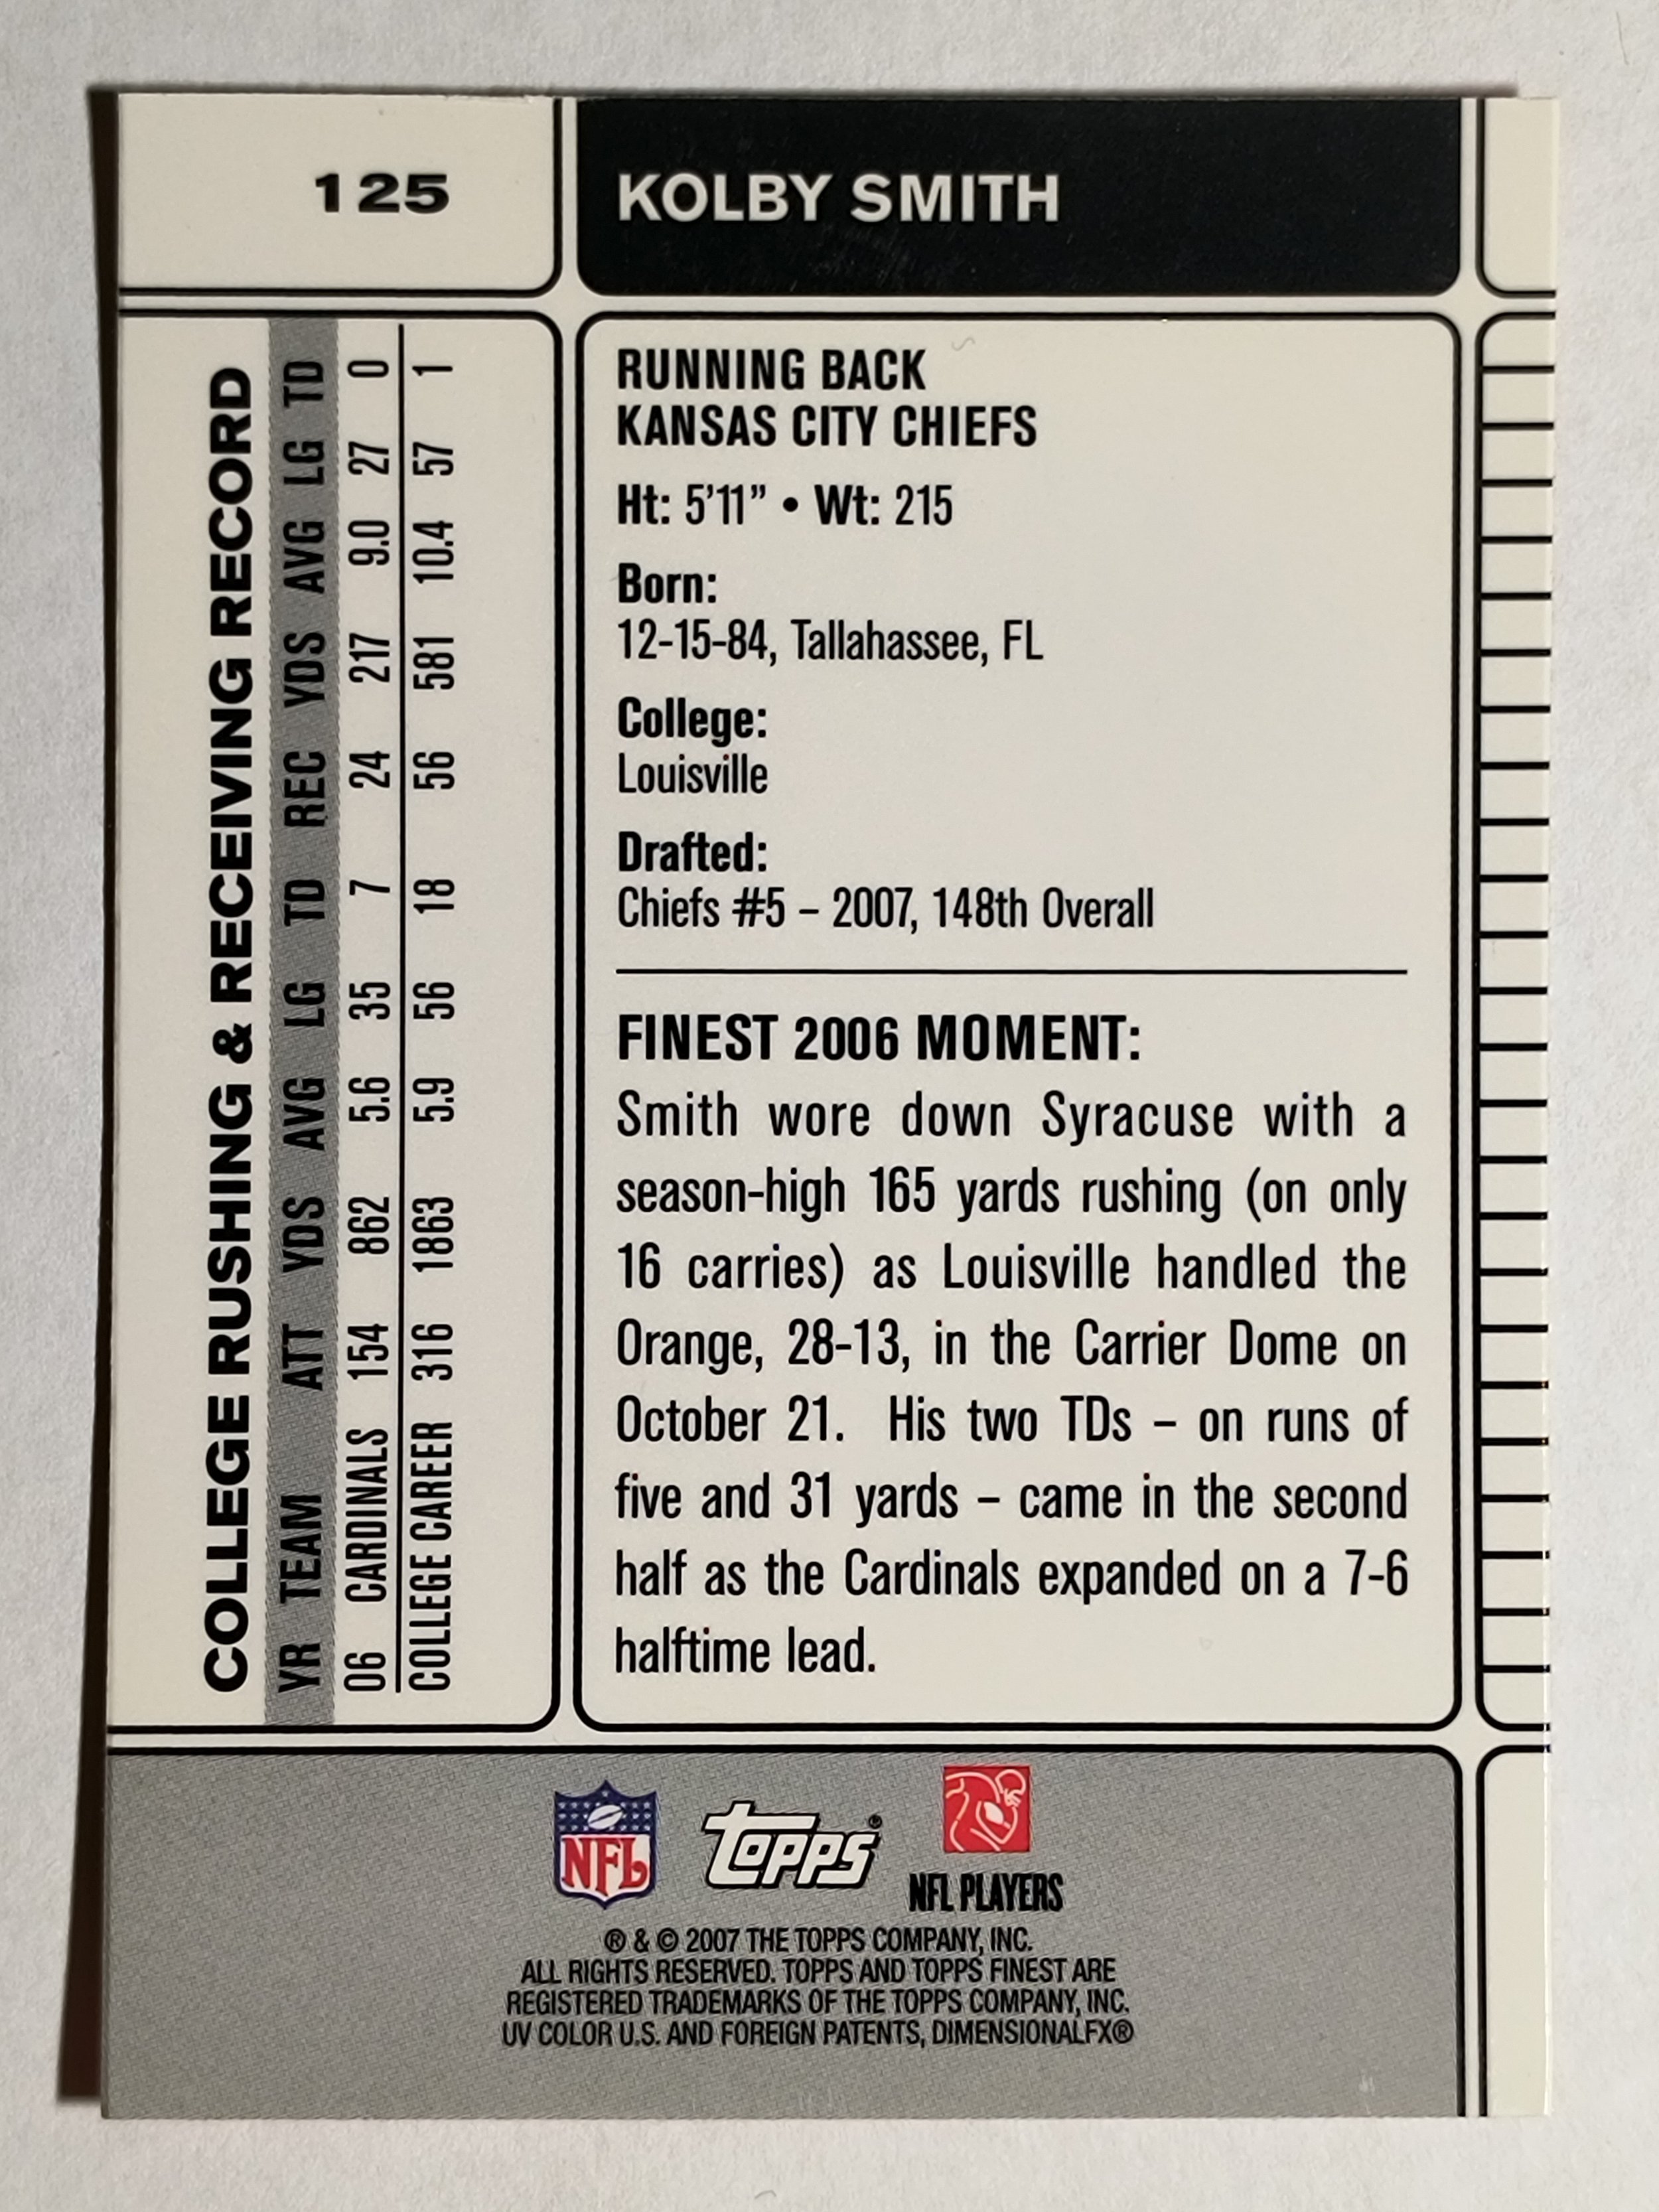 125
KOLBY SMITH
COLLEGE RUSHING & RECEIVING RECORD
YR TEAM ATT YDS AVG LG TD REC YDS AVG LG TD
06 CARDINALS 154 862 5.6 35 7 24 217 9.0 27 0
COLLEGE CAREER 316 1863 5.9 56 18 56 581 10.4 57 1
RUNNING BACK
KANSAS CITY CHIEFS
Ht: 5'11” • Wt: 215
Born:
12-15-84, Tallahassee, FL
College:
Louisville
Drafted:
Chiefs #5 – 2007, 148th Overall
FINEST 2006 MOMENT:
Smith wore down Syracuse with a
season-high 165 yards rushing (on only
16 carries) as Louisville handled the
Orange, 28-13, in the Carrier Dome on
October 21. His two TDs – on runs of
five and 31 yards – came in the second
half as the Cardinals expanded on a 7-6
halftime lead.
NFL
Topps®
NFL PLAYERS
® & © 2007 THE TOPPS COMPANY, INC.
ALL RIGHTS RESERVED. TOPPS AND TOPPS FINEST ARE
REGISTERED TRADEMARKS OF THE TOPPS COMPANY, INC.
UV COLOR U.S. AND FOREIGN PATENTS, DIMENSIONALFX®